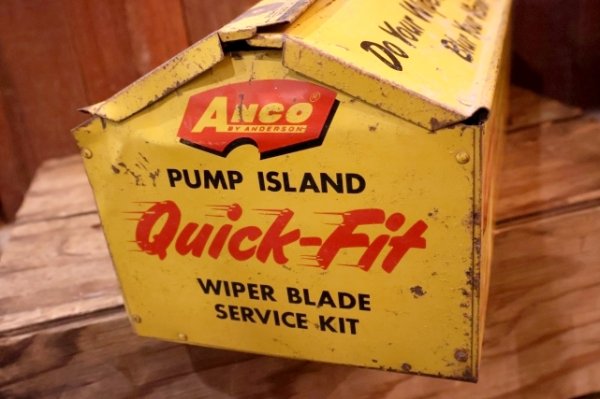 Do Your
ANCO
BY ANDERSON
PUMP ISLAND
Quick-Fit
WIPER BLADE
SERVICE KIT